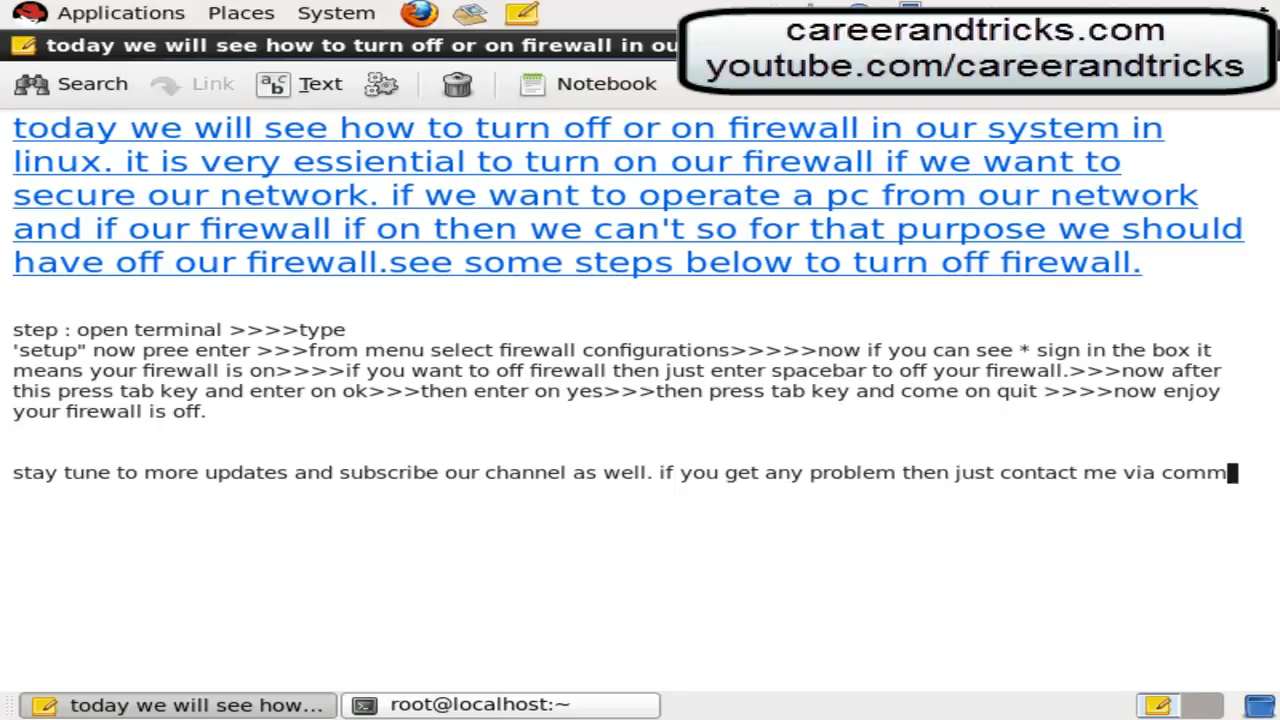 Applications Places System
careerandtricks.com
youtube.com/careerandtricks
today we will see how to turn off or on firewall in ou
Search Link Text Notebook
today we will see how to turn off or on firewall in our system in
linux. it is very essiential to turn on our firewall if we want to
secure our network. if we want to operate a pc from our network
and if our firewall if on then we can't so for that purpose we should
have off our firewall.see some steps below to turn off firewall.
step : open terminal >>>>type
'setup" now pree enter >>>from menu select firewall configurations>>>>>now if you can see * sign in the box it
means your firewall is on>>>>if you want to off firewall then just enter spacebar to off your firewall.>>>now after
this press tab key and enter on ok>>>then enter on yes>>>then press tab key and come on quit >>>>now enjoy
your firewall is off.
stay tune to more updates and subscribe our channel as well. if you get any problem then just contact me via comm
today we will see how... root@localhost:~